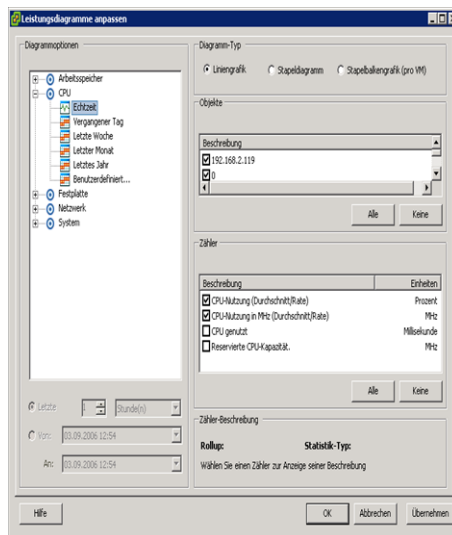 Leistungsdiagramme anpassen
Diagrammoptionen
Arbeitsspeicher
CPU
Echtzeit
Vergangener Tag
Letzte Woche
Letzter Monat
Letztes Jahr
Benutzerdefiniert...
Festplatte
Netzwerk
System
Letzte 1 Stunde(n)
Von: 03.09.2006 12:54
An: 03.09.2006 12:54
Diagramm-Typ
Liniengrafik Stapeldiagramm Stapelbalkengrafik (pro VM)
Objekte
Beschreibung
192.168.2.119
0
Alle Keine
Zähler
Beschreibung Einheiten
CPU-Nutzung (Durchschnitt/Rate) Prozent
CPU-Nutzung in MHz (Durchschnitt/Rate) MHz
CPU genutzt Millisekunde
Reservierte CPU-Kapazität. MHz
Alle Keine
Zähler-Beschreibung
Rollup: Statistik-Typ:
Wählen Sie einen Zähler zur Anzeige seiner Beschreibung
Hilfe OK Abbrechen Übernehmen